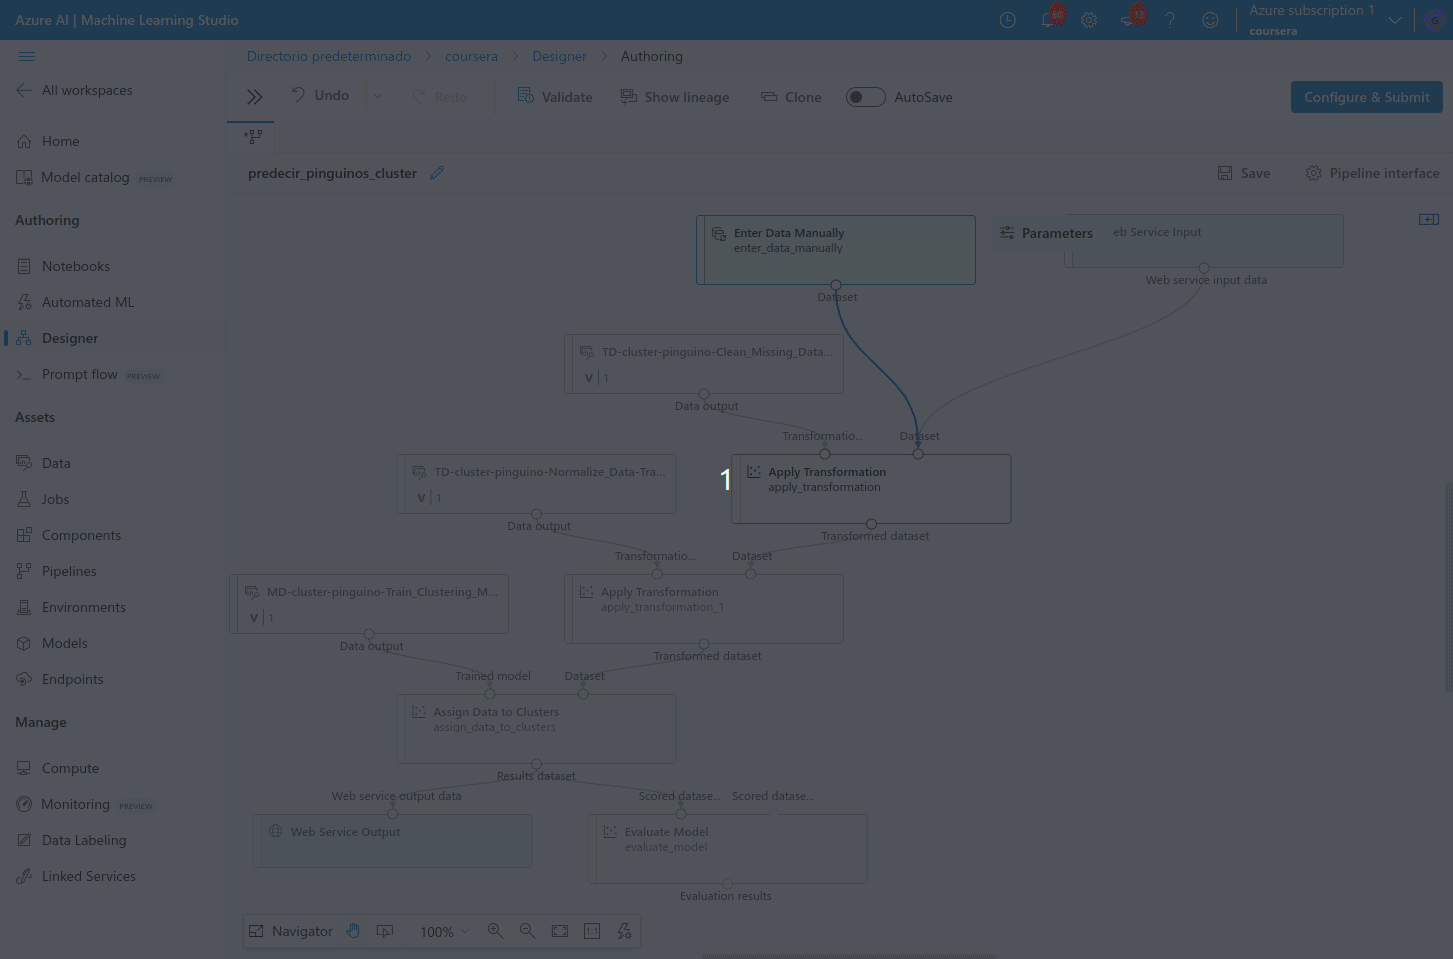 Azure AI | Machine Learning Studio
86
13
Azure subscription 1
coursera
G
All workspaces
Home
Model catalog PREVIEW
Authoring
Notebooks
Automated ML
Designer
Prompt flow PREVIEW
Assets
Data
Jobs
Components
Pipelines
Environments
Models
Endpoints
Manage
Compute
Monitoring PREVIEW
Data Labeling
Linked Services
Directorio predeterminado > coursera > Designer > Authoring
Undo Redo Validate Show lineage Clone AutoSave Configure & Submit
predecir_pinguinos_cluster
Save Pipeline interface
Enter Data Manually
enter_data_manually
Dataset
Parameters
eb Service Input
Web service input data
TD-cluster-pinguino-Clean_Missing_Data...
V | 1
Data output
Transformatio... Dataset
TD-cluster-pinguino-Normalize_Data-Tra...
V | 1
Data output
1
Apply Transformation
apply_transformation
Transformed dataset
Transformatio... Dataset
MD-cluster-pinguino-Train_Clustering_M...
V | 1
Data output
Apply Transformation
apply_transformation_1
Transformed dataset
Trained model Dataset
Assign Data to Clusters
assign_data_to_clusters
Results dataset
Web service output data
Scored datase... Scored datase...
Web Service Output
Evaluate Model
evaluate_model
Evaluation results
Navigator 100% 1:1